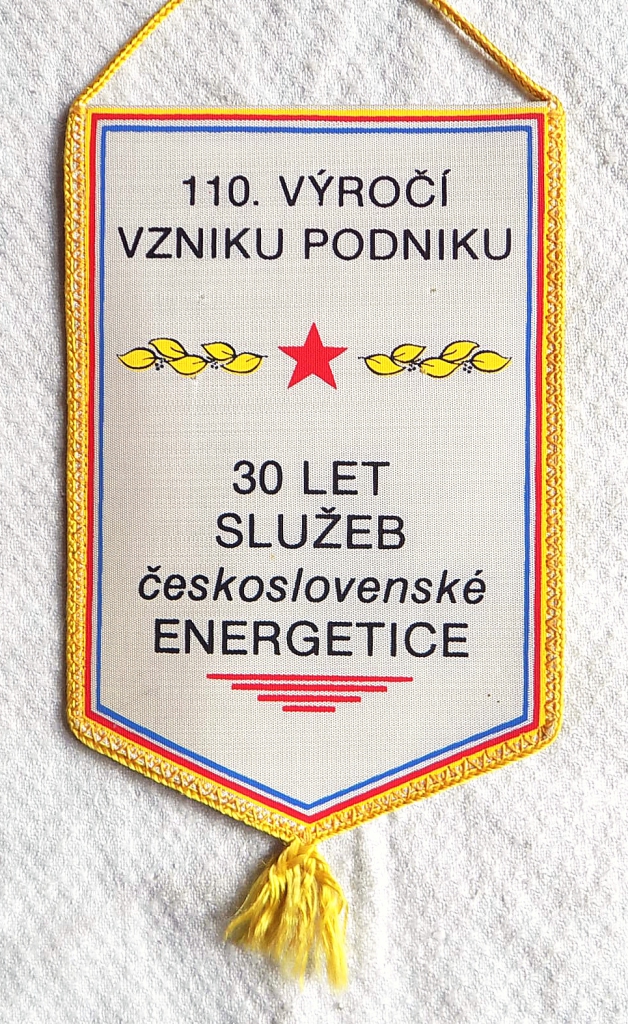 110. VÝROČÍ
VZNIKU PODNIKU
30 LET
SLUŽEB
československé
ENERGETICE